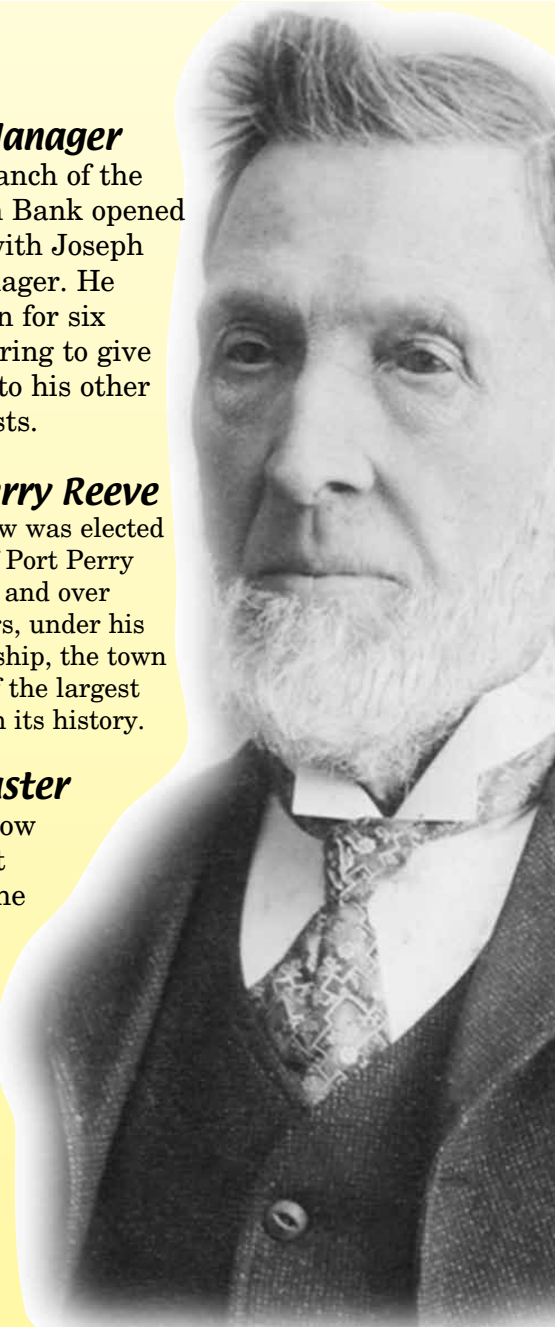 anager
anch of the
Bank opened
with Joseph
ager. He
n for six
ring to give
to his other
sts.
rry Reeve
w was elected
Port Perry
and over
rs, under his
ship, the town
f the largest
n its history.
ster
ow
t
he